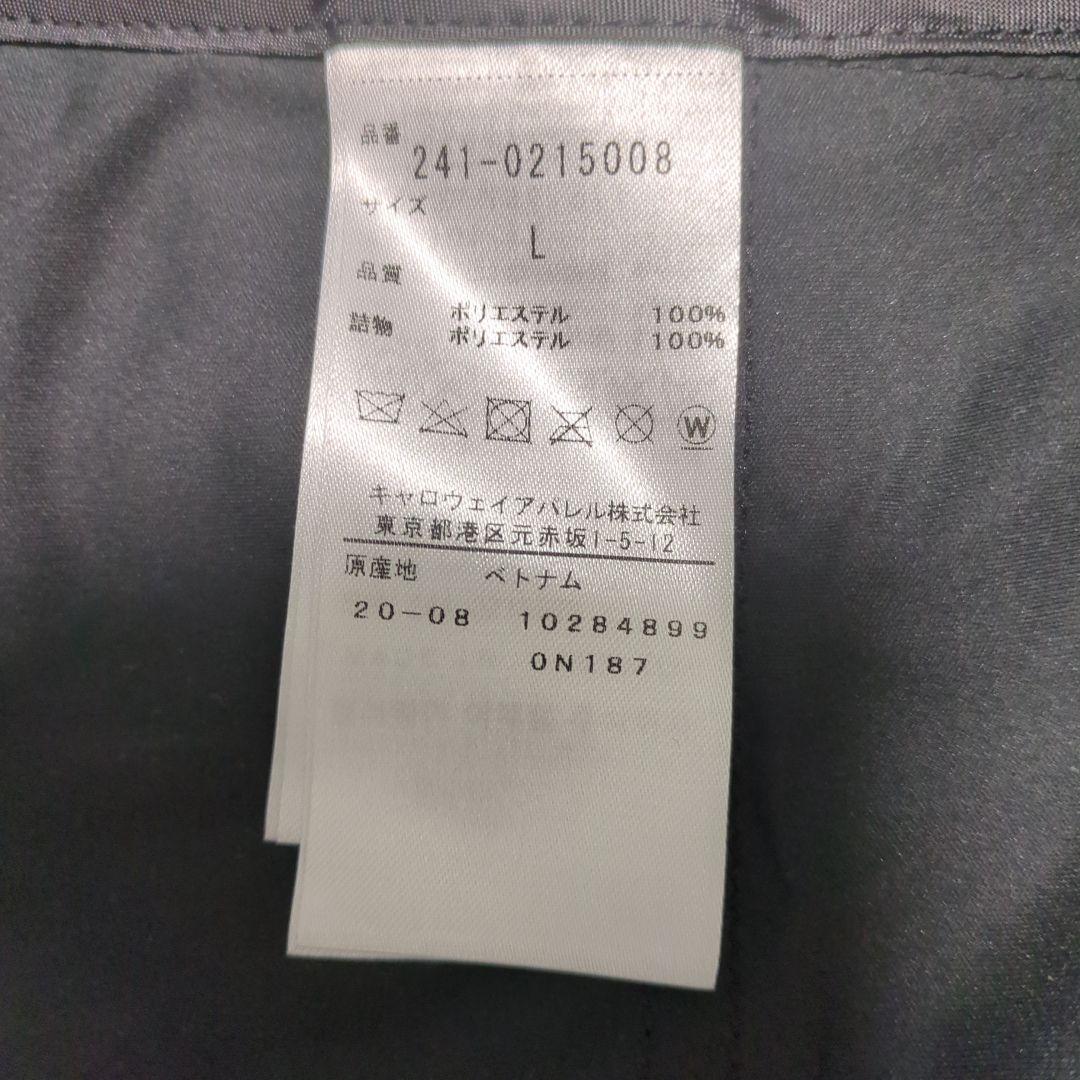 品番
241-0215008
サイズ
L
品質
ポリエステル 100%
詰物 ポリエステル 100%
W
キャロウェイアパレル株式会社
東京都港区元赤坂1-5-12
原産地 ベトナム
20-08 10284899
0N187